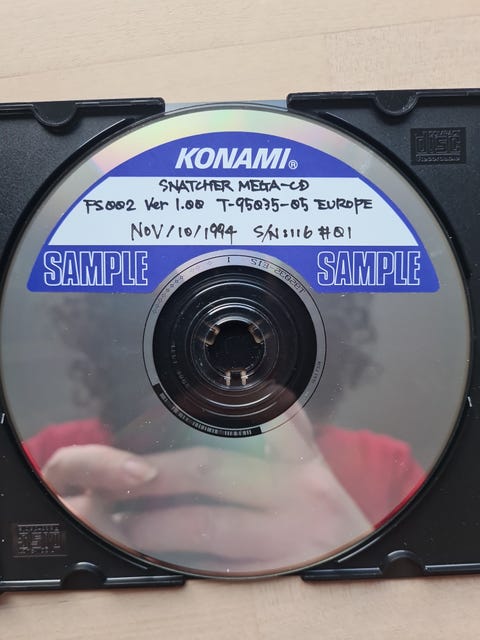 KONAMI®
SNATCHER MEGA-CD
FS002 Ver 1.00 T-95035-05 EUROPE
NOV/10/1994 S/N:116 #01
SAMPLE SAMPLE